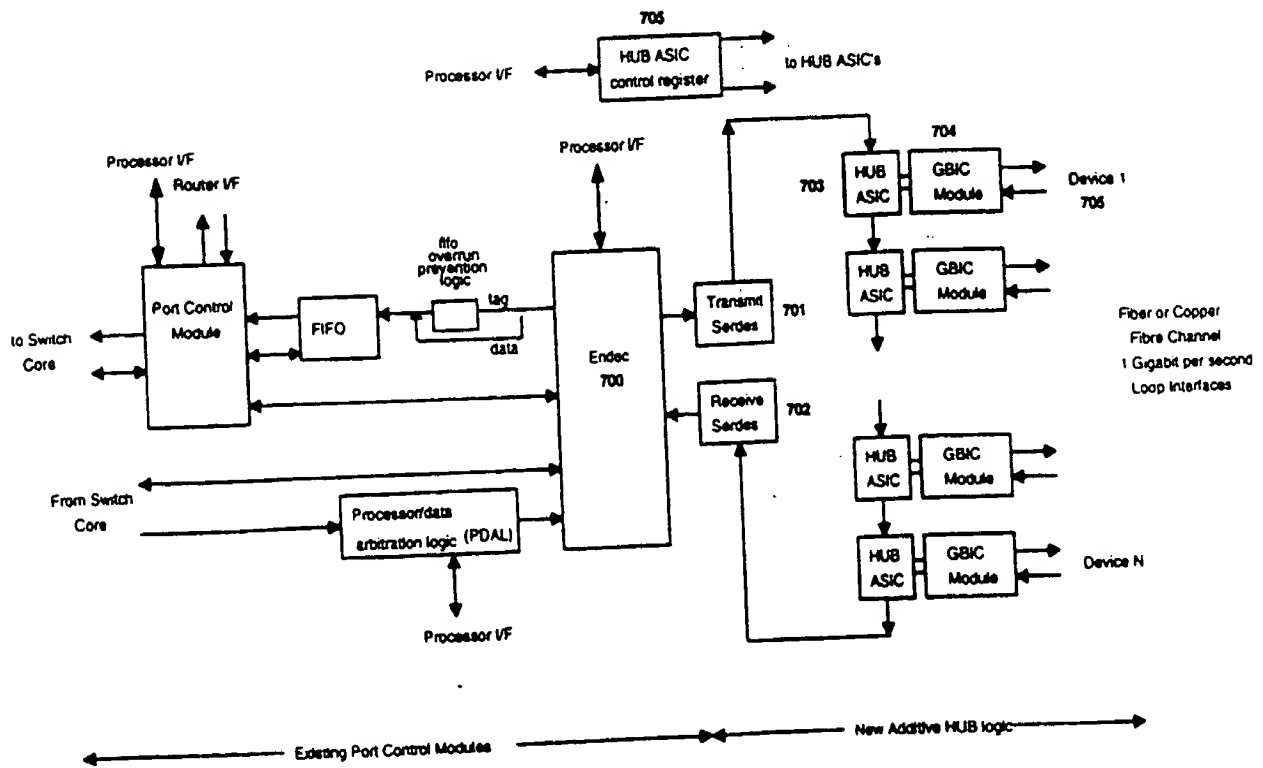 705
HUB ASIC
control register
Processor I/F
to HUB ASIC's
Processor I/F
Router I/F
Processor I/F
704
703
HUB
ASIC
GBIC
Module
Device 1
705
fifo
overrun
prevention
logic
tag
data
Port Control
Module
FIFO
to Switch
Core
Endec
700
Transmit
Serdes
701
HUB
ASIC
GBIC
Module
Fiber or Copper
Fibre Channel
1 Gigabit per second
Loop Interfaces
Receive
Serdes
702
HUB
ASIC
GBIC
Module
From Switch
Core
Processor/data
arbitration logic (PDAL)
HUB
ASIC
GBIC
Module
Device N
Processor I/F
Existing Port Control Modules
New Additive HUB logic